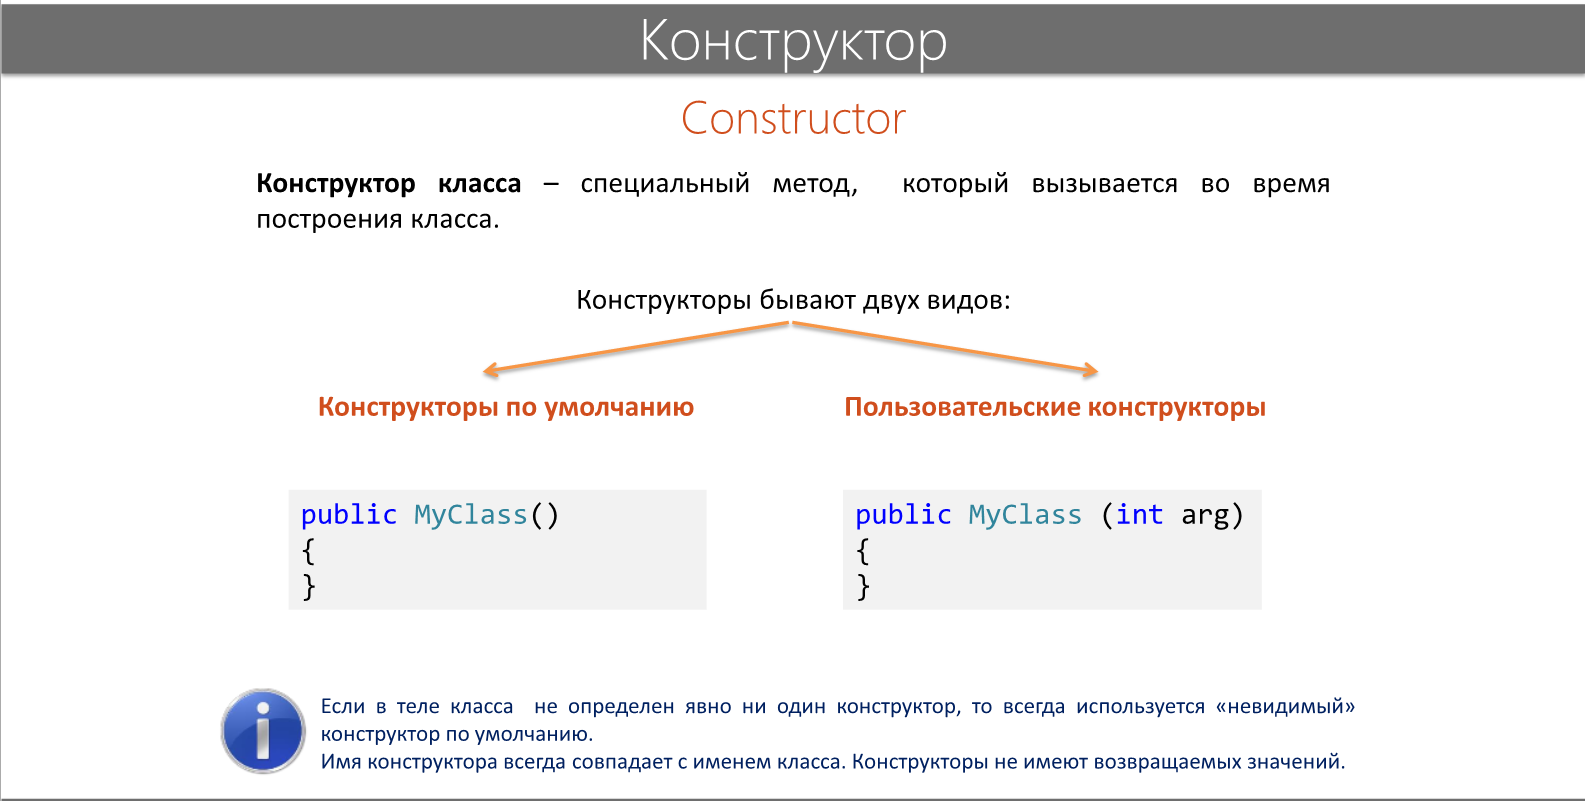 Конструктор
Constructor
Конструктор класса – специальный метод, который вызывается во время
построения класса.
Конструкторы бывают двух видов:
Конструкторы по умолчанию
Пользовательские конструкторы
public MyClass()
{
}
public MyClass (int arg)
{
}
Если в теле класса не определен явно ни один конструктор, то всегда используется «невидимый»
конструктор по умолчанию.
Имя конструктора всегда совпадает с именем класса. Конструкторы не имеют возвращаемых значений.